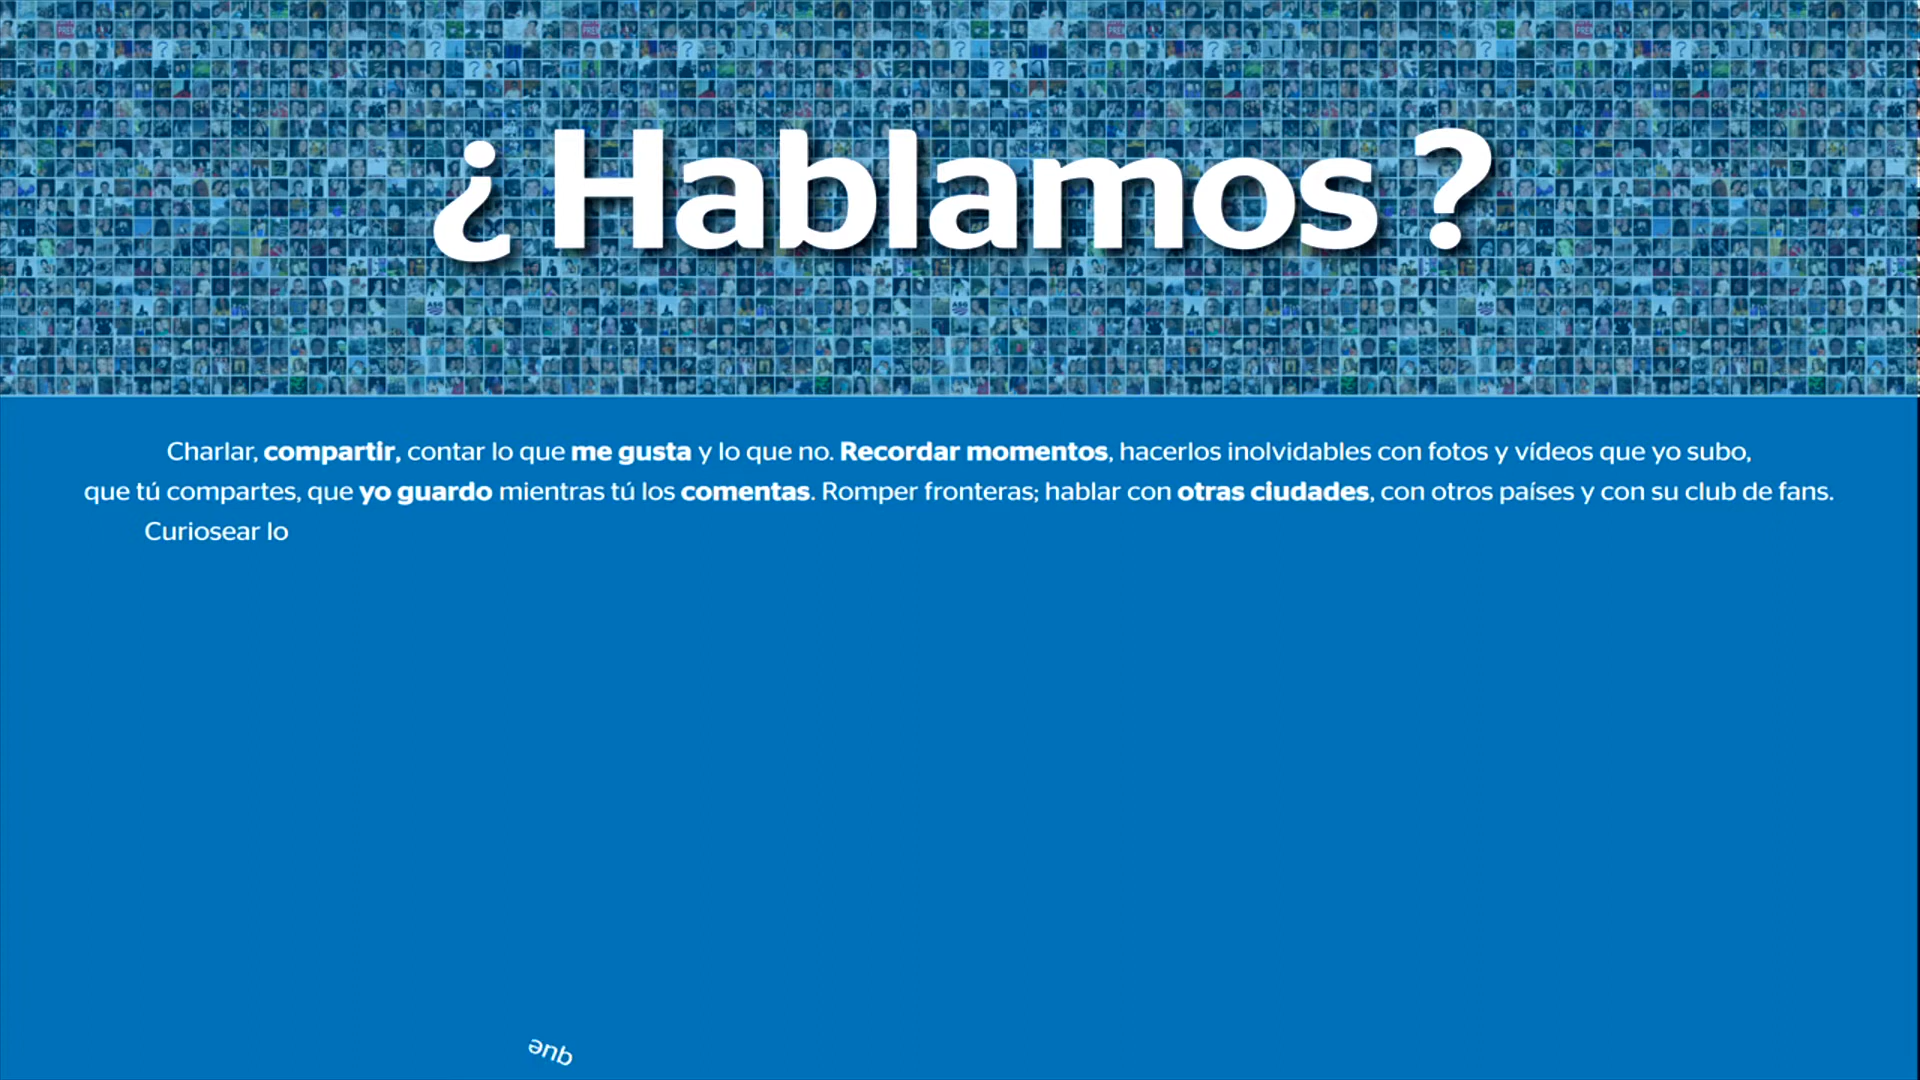 ¿Hablamos?
Charlar, compartir, contar lo que me gusta y lo que no. Recordar momentos, hacerlos inolvidables con fotos y vídeos que yo subo,
que tú compartes, que yo guardo mientras tú los comentas. Romper fronteras; hablar con otras ciudades, con otros países y con su club de fans.
Curiosear lo
que